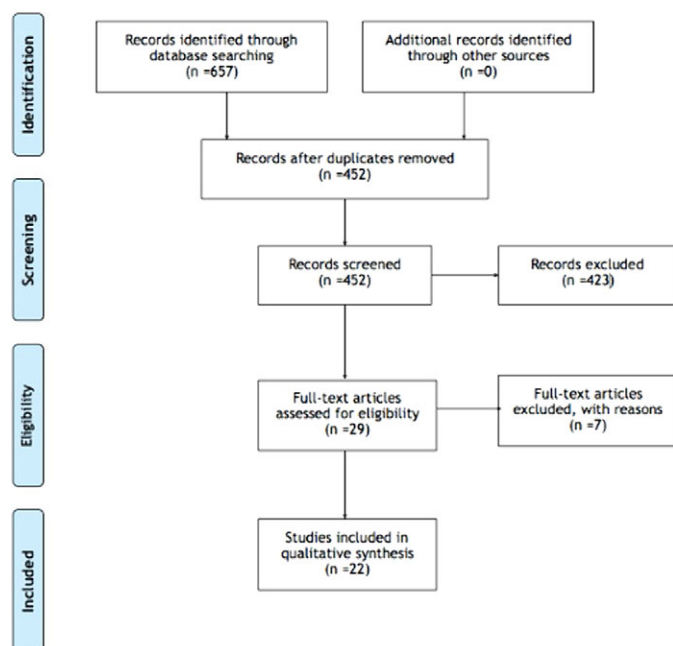 Identification
Records identified through
database searching
(n =657)
Additional records identified
through other sources
(n =0)
Records after duplicates removed
(n =452)
Screening
Records screened
(n =452)
Records excluded
(n =423)
Eligibility
Full-text articles
assessed for eligibility
(n =29)
Full-text articles
excluded, with reasons
(n =7)
Included
Studies included in
qualitative synthesis
(n =22)